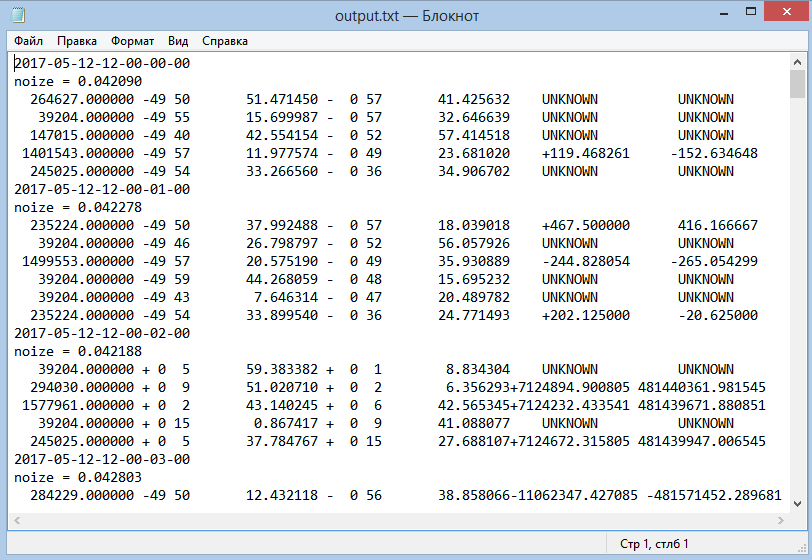 output.txt — Блокнот
Файл Правка Формат Вид Справка
2017-05-12-12-00-00-00
noize = 0.042090
264627.000000 -49 50 51.471450 - 0 57 41.425632 UNKNOWN UNKNOWN
39204.000000 -49 55 15.699987 - 0 57 32.646639 UNKNOWN UNKNOWN
147015.000000 -49 40 42.554154 - 0 52 57.414518 UNKNOWN UNKNOWN
1401543.000000 -49 57 11.977574 - 0 49 23.681020 +119.468261 -152.634648
245025.000000 -49 54 33.266560 - 0 36 34.906702 UNKNOWN UNKNOWN
2017-05-12-12-00-01-00
noize = 0.042278
235224.000000 -49 50 37.992488 - 0 57 18.039018 +467.500000 416.166667
39204.000000 -49 46 26.798797 - 0 52 56.057926 UNKNOWN UNKNOWN
1499553.000000 -49 57 20.575190 - 0 49 35.930889 -244.828054 -265.054299
39204.000000 -49 59 44.268059 - 0 48 15.695232 UNKNOWN UNKNOWN
39204.000000 -49 43 7.646314 - 0 47 20.489782 UNKNOWN UNKNOWN
235224.000000 -49 54 33.899540 - 0 36 24.771493 +202.125000 -20.625000
2017-05-12-12-00-02-00
noize = 0.042188
39204.000000 + 0 5 59.383382 + 0 1 8.834304 UNKNOWN UNKNOWN
294030.000000 + 0 9 51.020710 + 0 2 6.356293+7124894.900805 481440361.981545
1577961.000000 + 0 2 43.140245 + 0 6 42.565345+7124232.433541 481439671.880851
39204.000000 + 0 15 0.867417 + 0 9 41.088077 UNKNOWN UNKNOWN
245025.000000 + 0 5 37.784767 + 0 15 27.688107+7124672.315805 481439947.006545
2017-05-12-12-00-03-00
noize = 0.042803
284229.000000 -49 50 12.432118 - 0 56 38.858066-11062347.427085 -481571452.289681
Стр 1, стлб 1